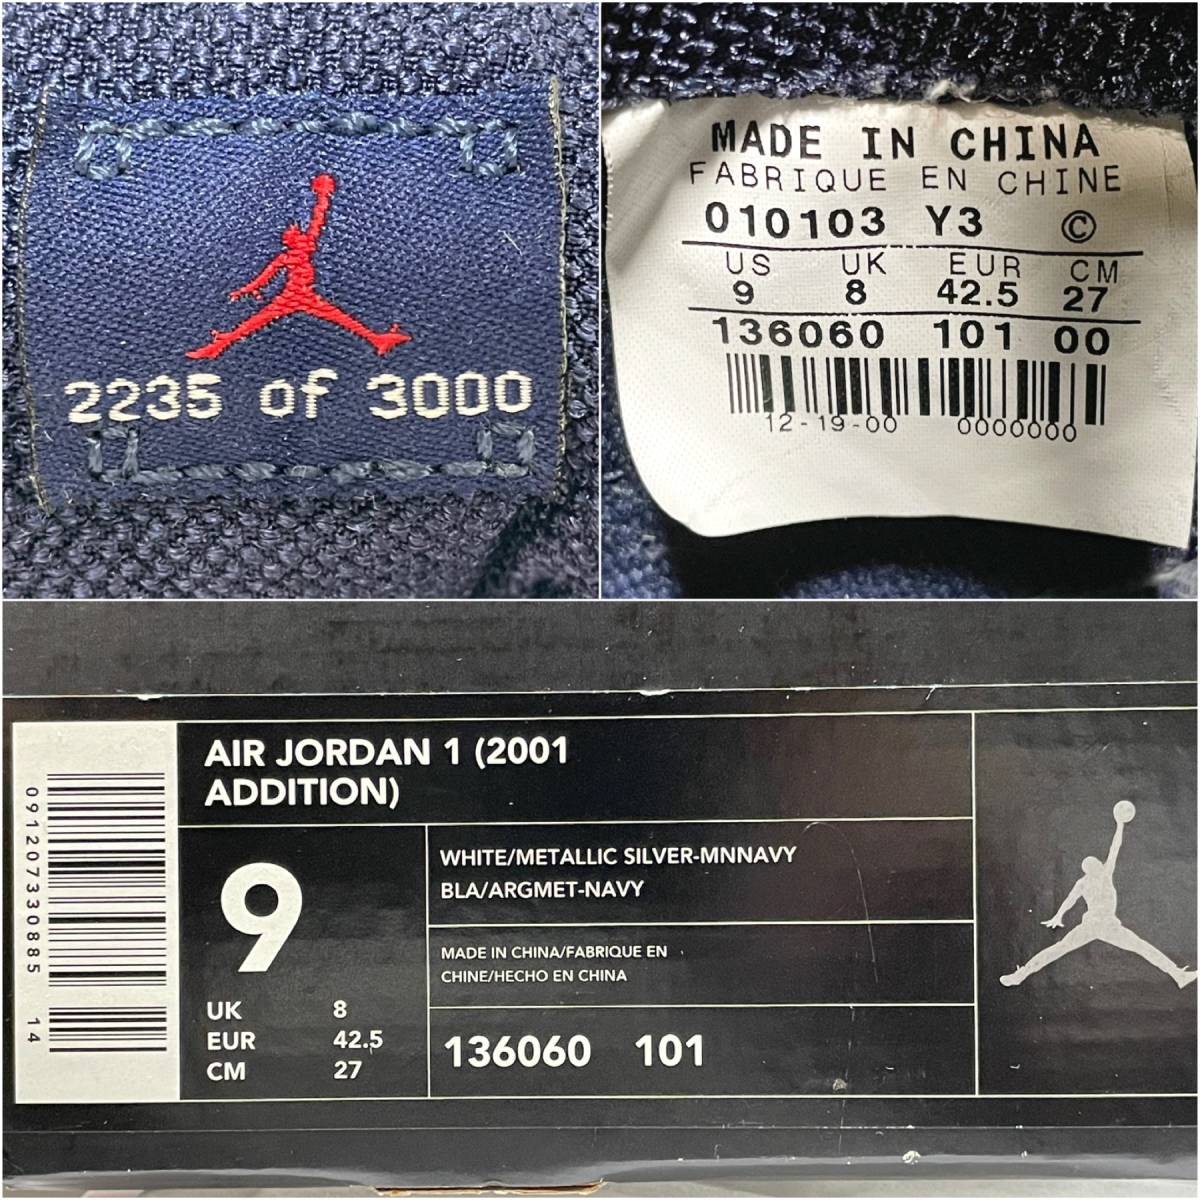 2235 of 3000
MADE IN CHINA
FABRIQUE EN CHINE
010103 Y3 ©
US UK EUR CM
9 8 42.5 27
136060 101 00
12-19-00 0000000
091207330885 14
AIR JORDAN 1 (2001
ADDITION)
9
UK 8
EUR 42.5
CM 27
WHITE/METALLIC SILVER-MNNAVY
BLA/ARGMET-NAVY
MADE IN CHINA/FABRIQUE EN
CHINE/HECHO EN CHINA
136060 101